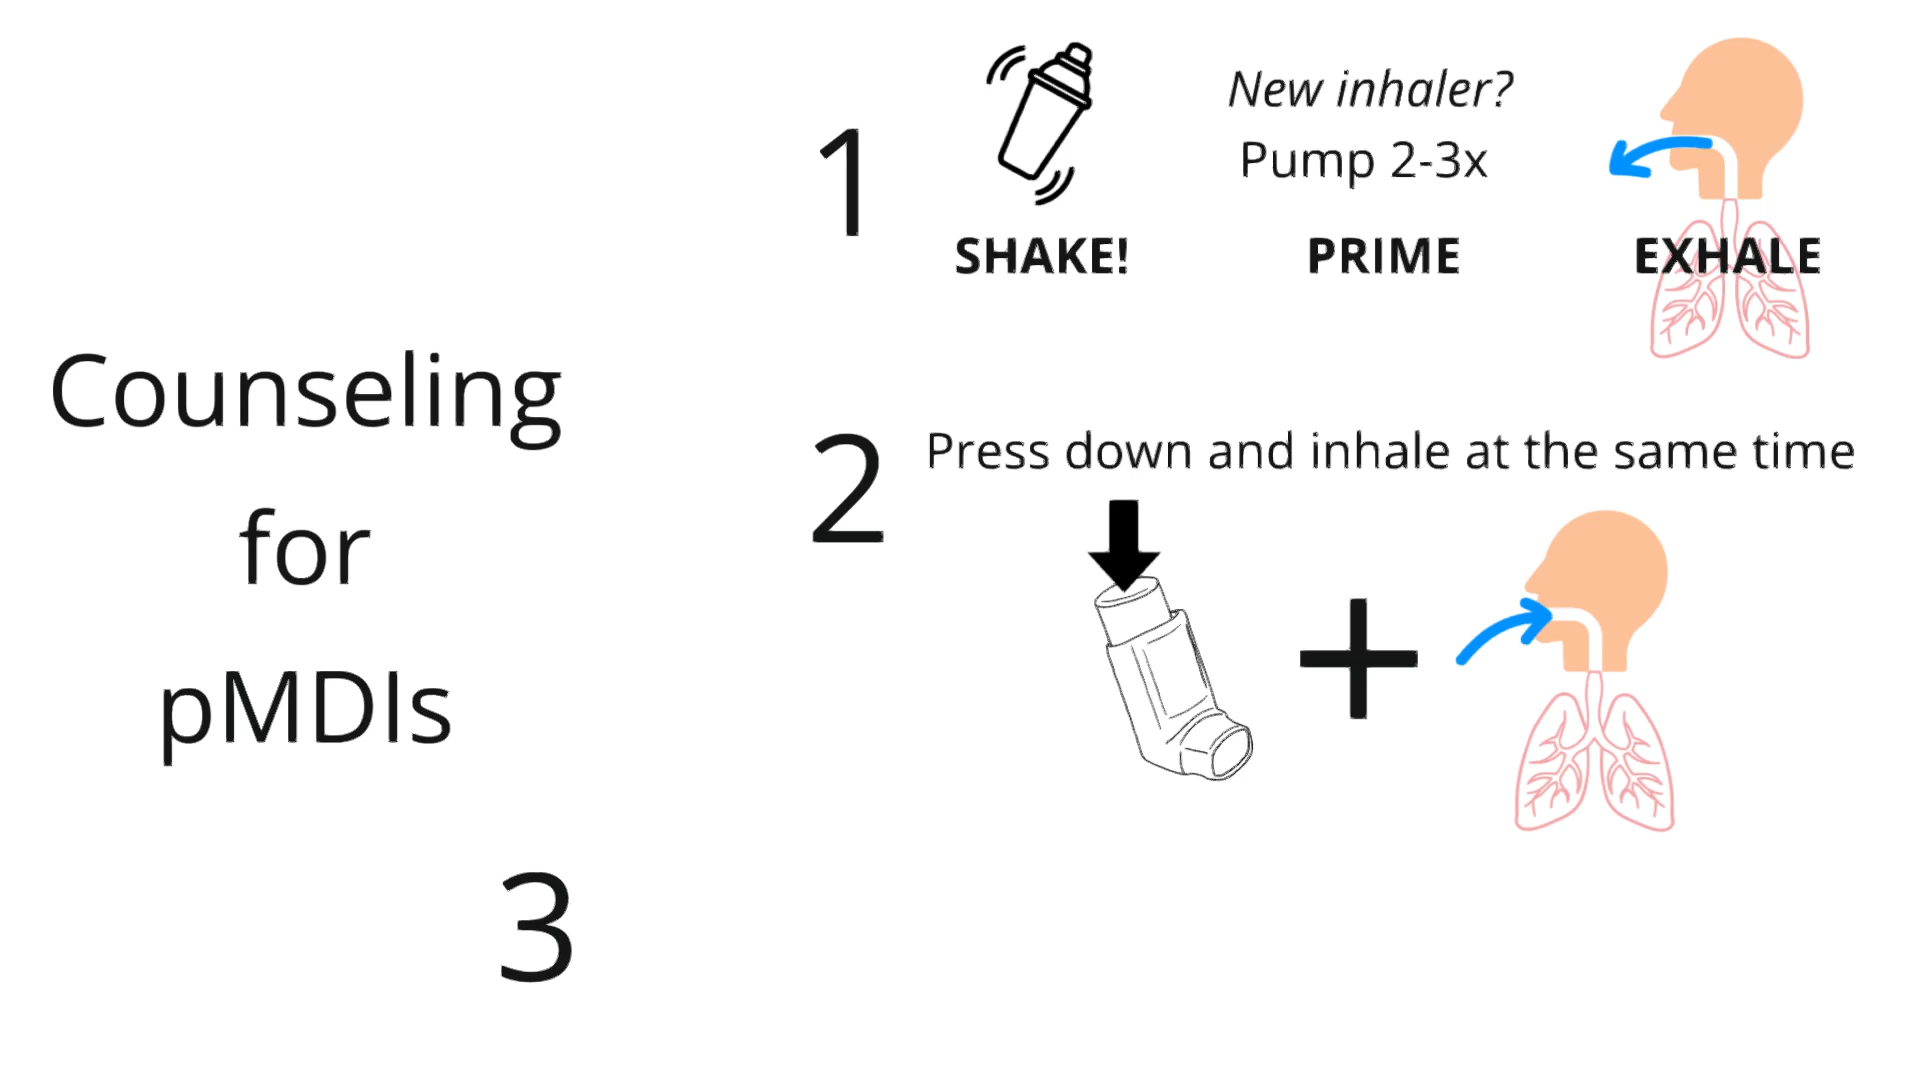 Counseling
for
pMDIs
1
New inhaler?
Pump 2-3x
SHAKE!
PRIME
EXHALE
2
Press down and inhale at the same time
3